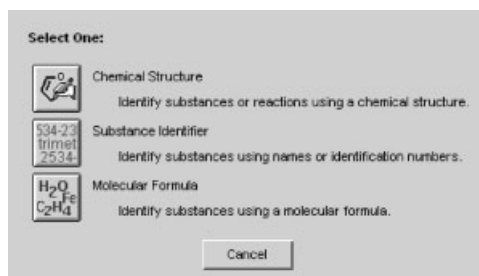 Select One:
Chemical Structure
Identify substances or reactions using a chemical structure.
534-23
trimet
2534-
Substance Identifier
Identify substances using names or identification numbers.
H₂O
Fe
C₂H₄
Molecular Formula
Identify substances using a molecular formula.
Cancel